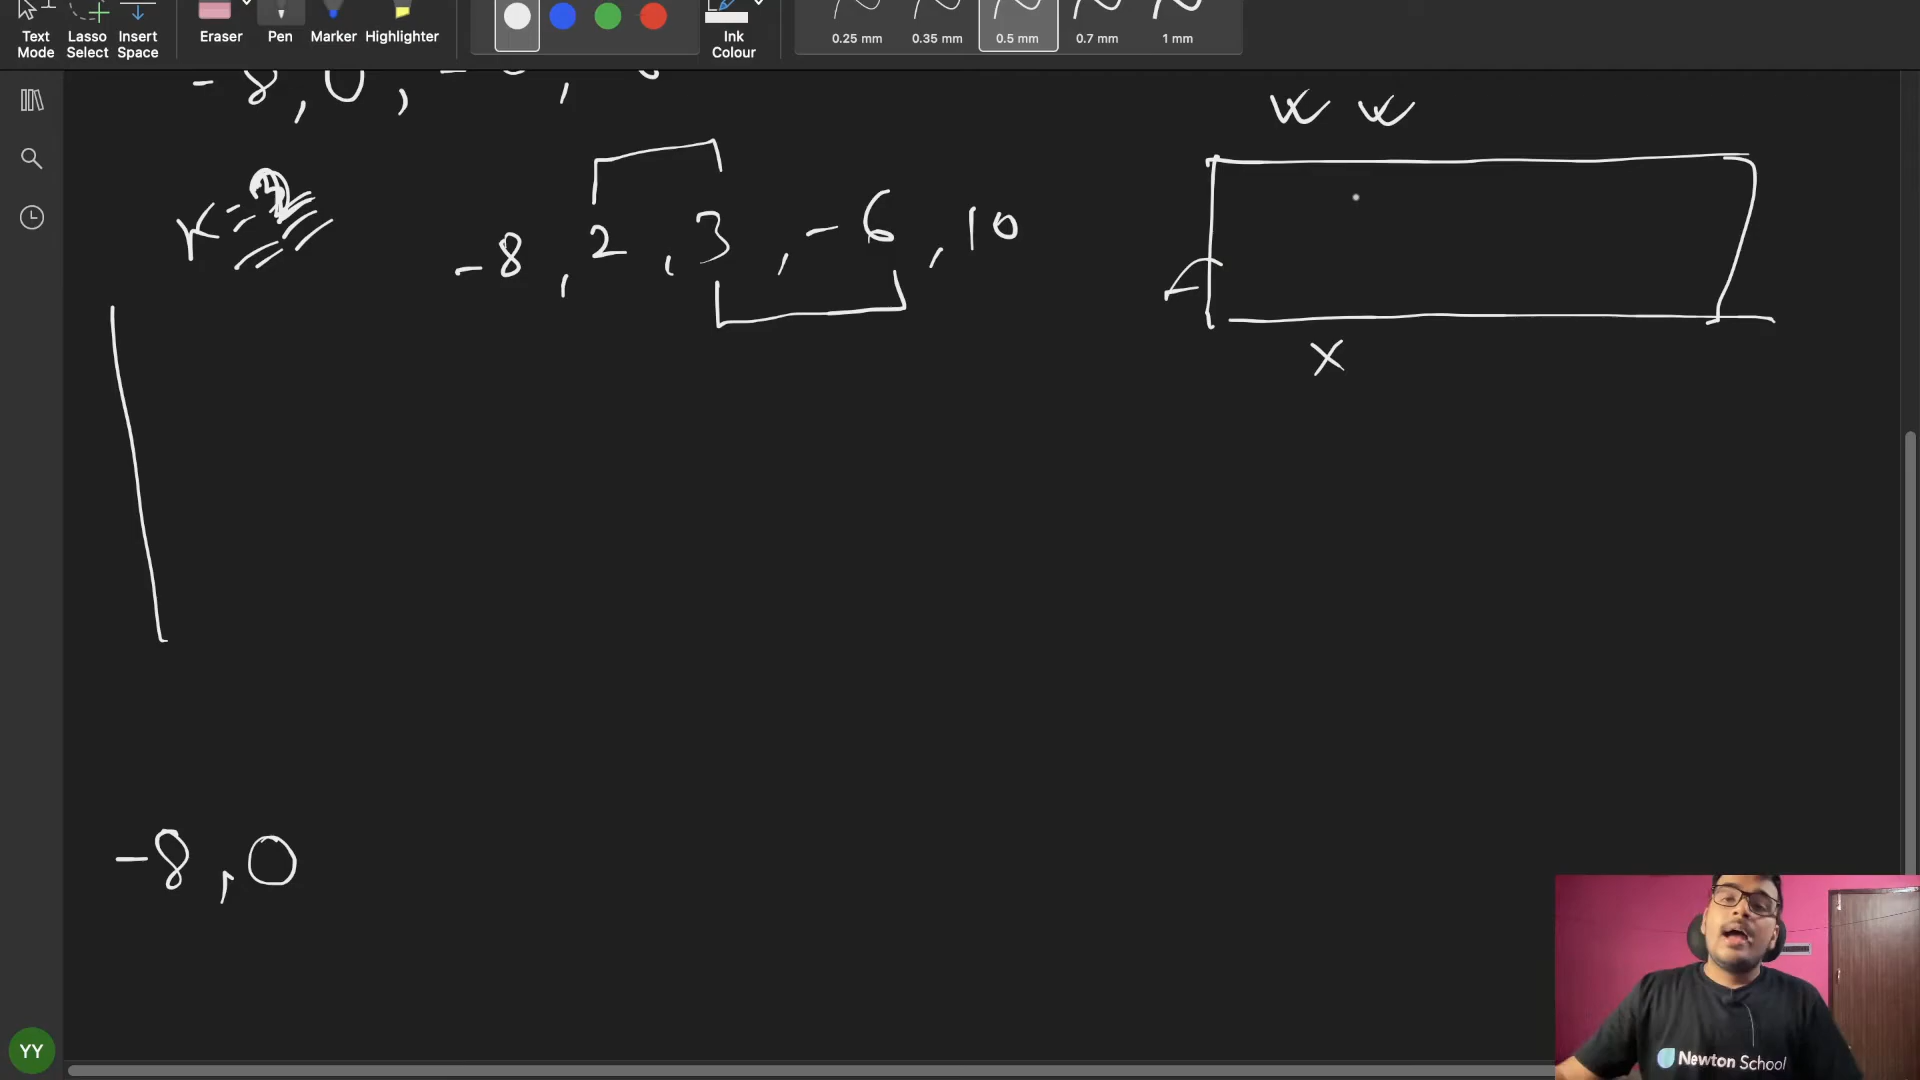 Text Mode
Lasso Select
Insert Space
Eraser
Pen
Marker
Highlighter
Ink Colour
0.25 mm
0.35 mm
0.5 mm
0.7 mm
1 mm
-8, 0,
K=
-8, 2, 3, -6, 10
X
-8, 0
YY
Newton School